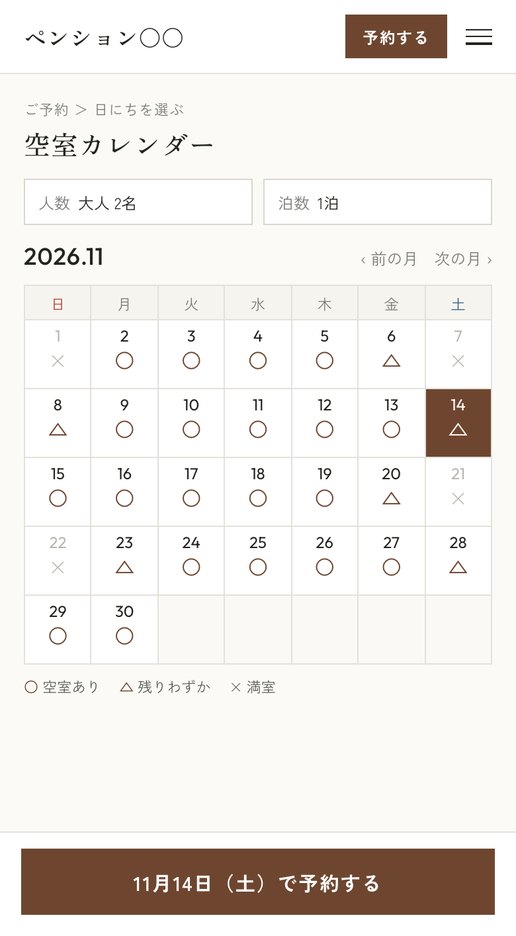 ペンション〇〇 予約する
ご予約 ＞ 日にちを選ぶ
空室カレンダー
人数 大人 2名 泊数 1泊
2026.11 ‹ 前の月 次の月 ›
日 月 火 水 木 金 土
1 2 3 4 5 6 7
× ○ ○ ○ ○ △ ×
8 9 10 11 12 13 14
△ ○ ○ ○ ○ ○ △
15 16 17 18 19 20 21
○ ○ ○ ○ ○ △ ×
22 23 24 25 26 27 28
× △ ○ ○ ○ ○ △
29 30
○ ○
○ 空室あり △ 残りわずか × 満室
11月14日（土）で予約する